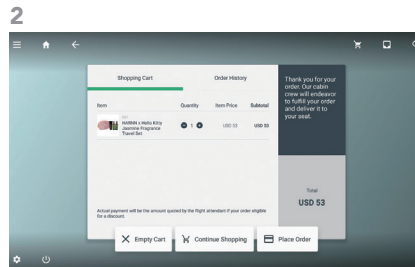 2
Shopping Cart
Order History
Thank you for your
order. Our cabin
crew will endeavor
to fulfill your order
and deliver it to
your seat.
Item Quantity Item Price Subtotal
HARNN x Hello Kitty
Jasmine Fragrance
Travel Set
1 USD 53 USD 53
Total
USD 53
Actual payment will be the amount quoted by the flight attendant if your order eligible
for a discount.
Empty Cart
Continue Shopping
Place Order